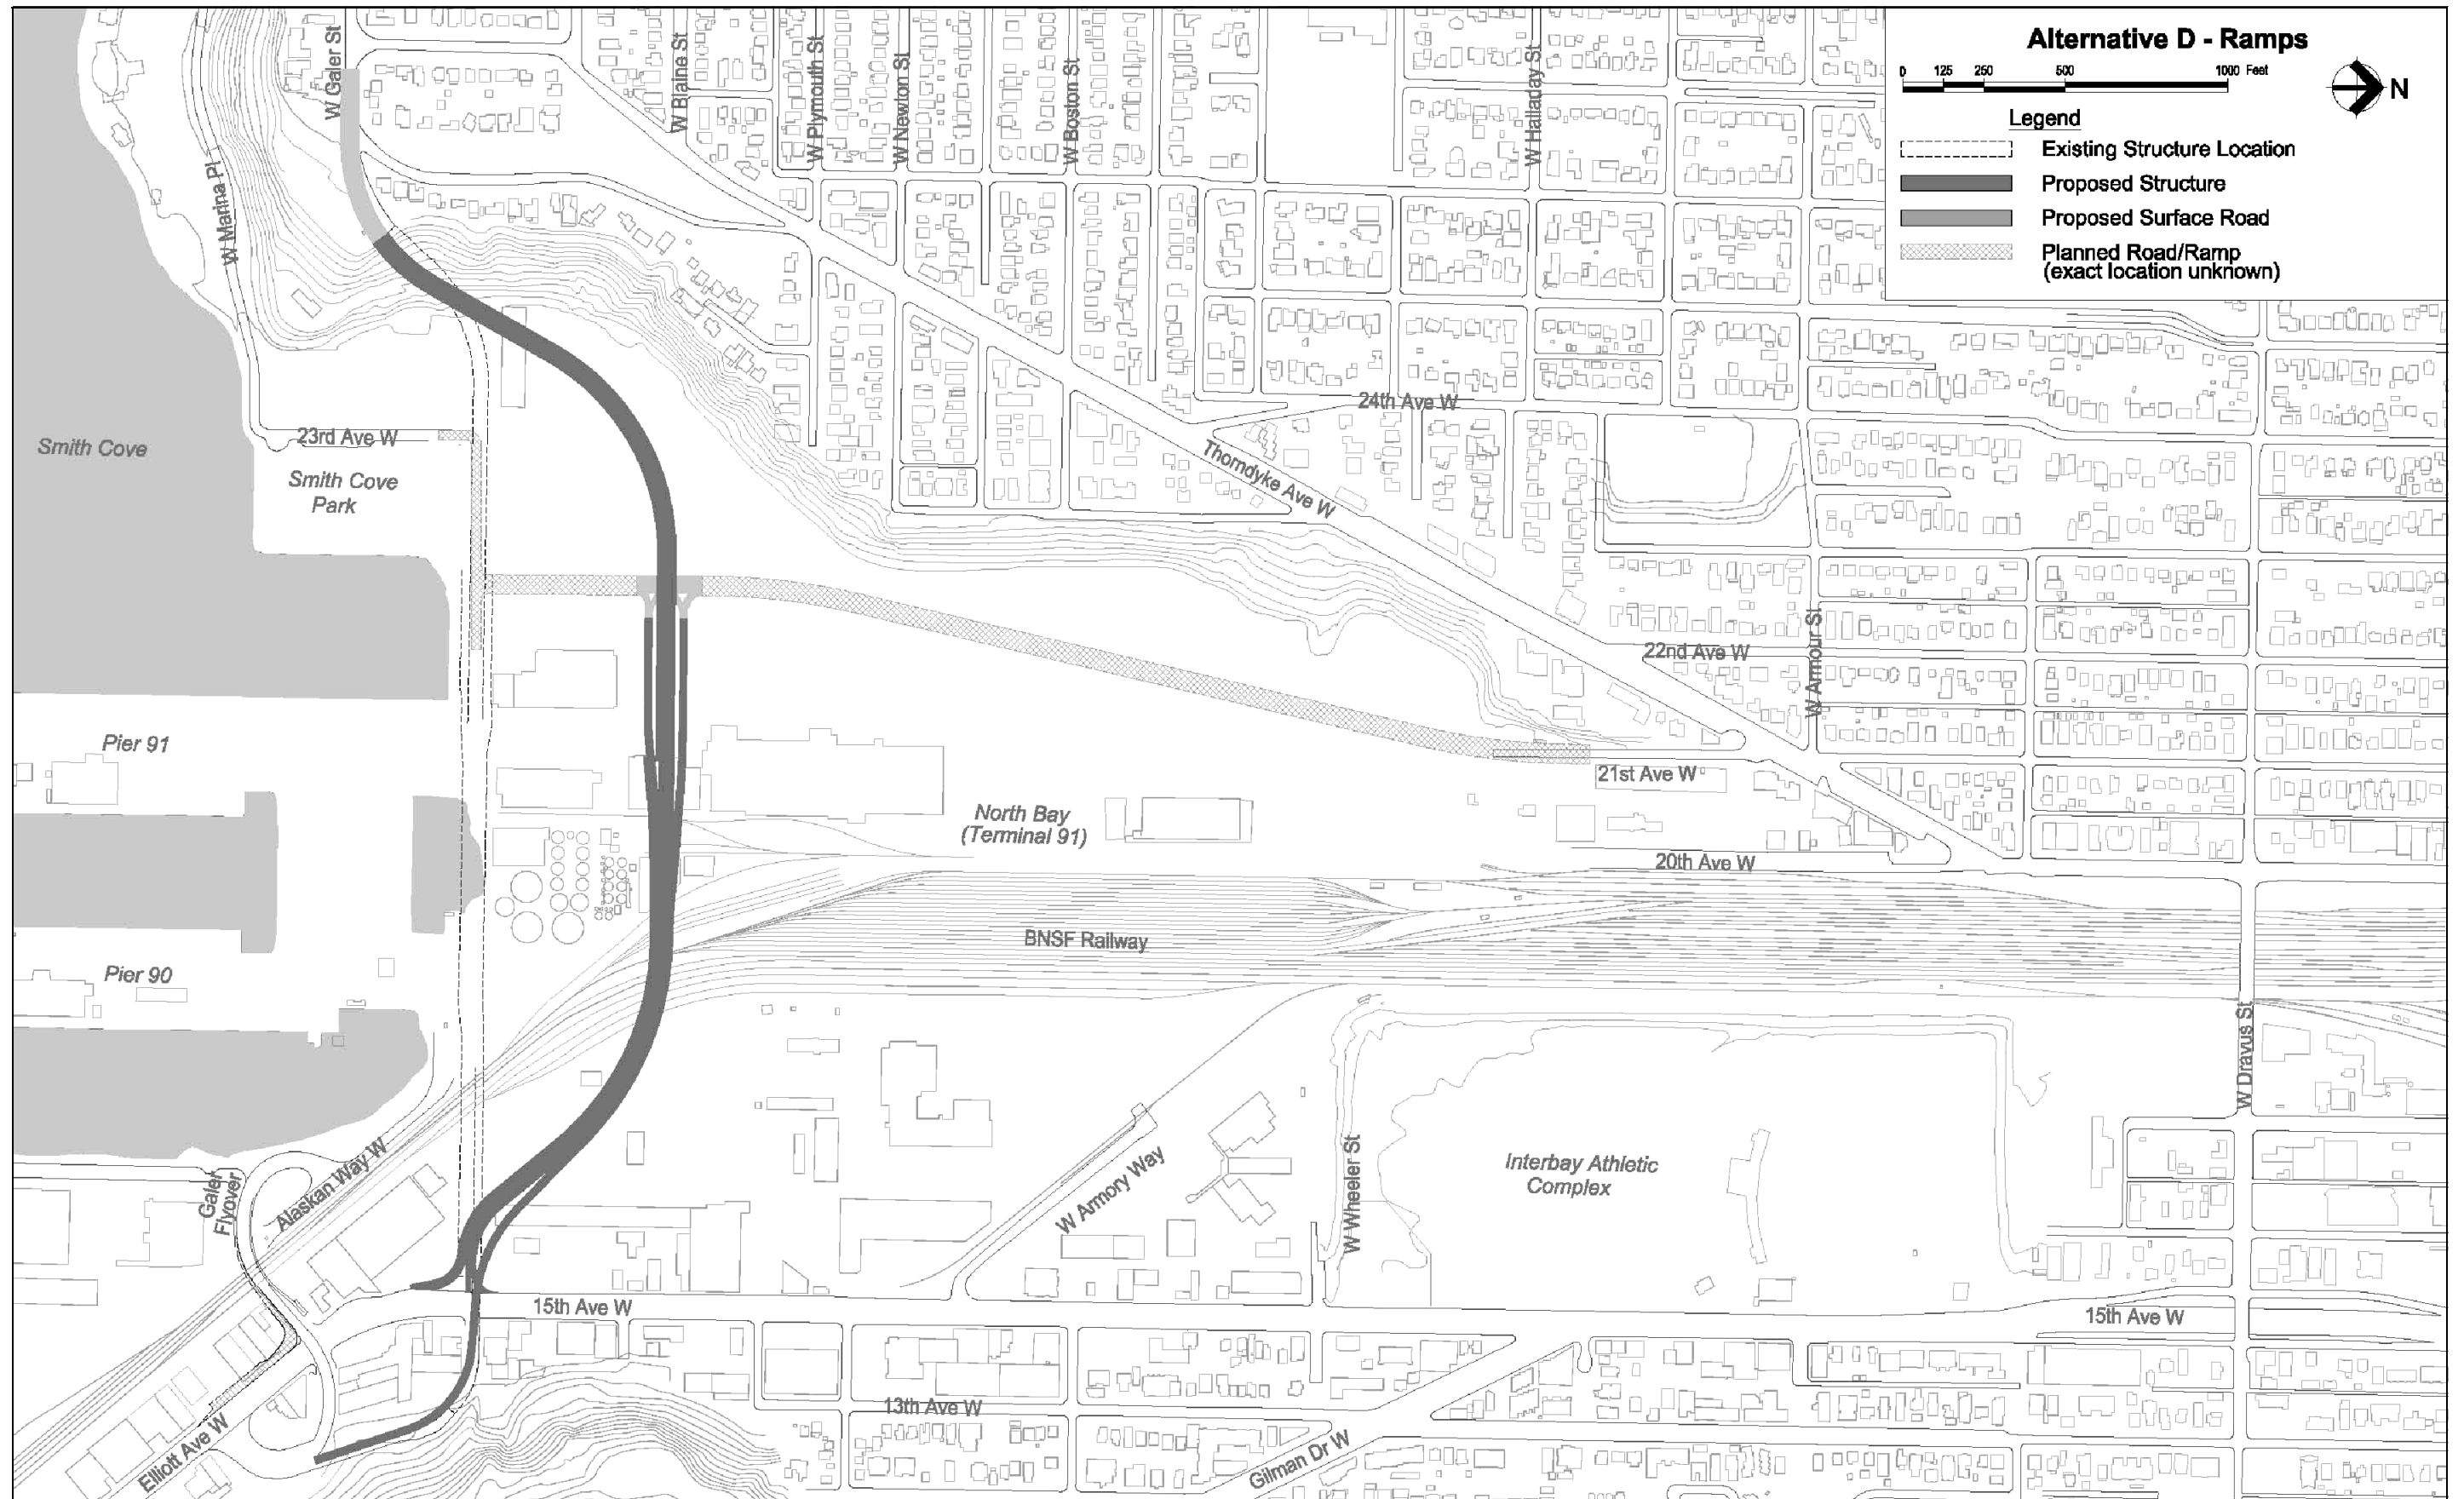 Alternative D - Ramps
0 125 250 500 1000 Feet
N
Legend
Existing Structure Location
Proposed Structure
Proposed Surface Road
Planned Road/Ramp
(exact location unknown)
W Galer St
W Blaine St
W Plymouth St
W Newton St
W Boston St
W Halladay St
W Marina Pl
24th Ave W
23rd Ave W
Smith Cove
Smith Cove
Park
Thorndyke Ave W
22nd Ave W
W Armour St
Pier 91
21st Ave W
North Bay
(Terminal 91)
20th Ave W
BNSF Railway
Pier 90
W Dravus St
Galer
Flyover
Alaskan Way W
W Armory Way
W Wheeler St
Interbay Athletic
Complex
15th Ave W
15th Ave W
13th Ave W
Elliott Ave W
Gilman Dr W